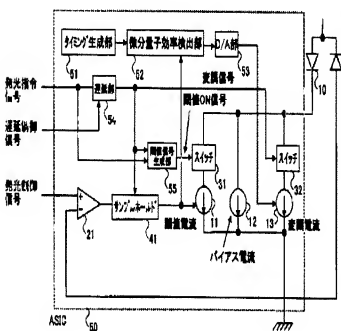 タイミング生成部
微分量子効率検出部
D/A部
51
52
53
発光指令信号
遅延部
54
変調信号
10
遅延制御信号
閾値ON信号
閾値信号生成部
55
スイッチ
31
スイッチ
32
発光制御信号
+
-
21
サンプルホールド
41
閾値電流
11
12
13
変調電流
バイアス電流
ASIC
50